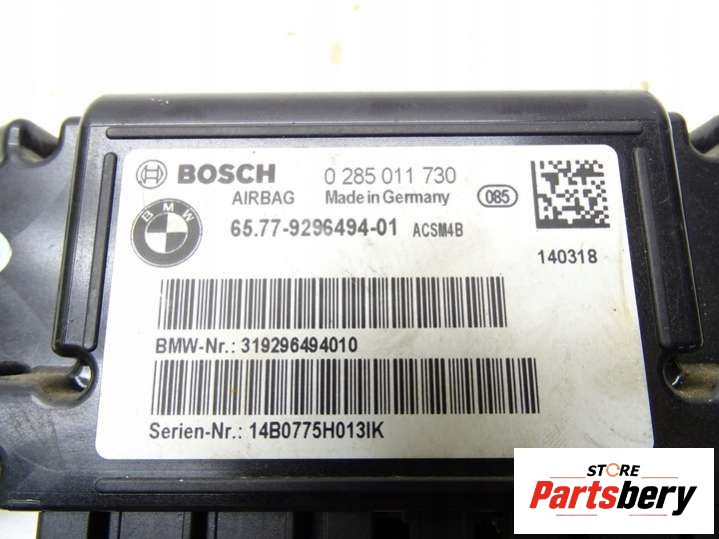 BOSCH 0 285 011 730
AIRBAG Made in Germany 085
BMW 65.77-9296494-01 ACSM4B
140318
BMW-Nr.: 319296494010
Serien-Nr.: 14B0775H013IK
STORE
Partsbery